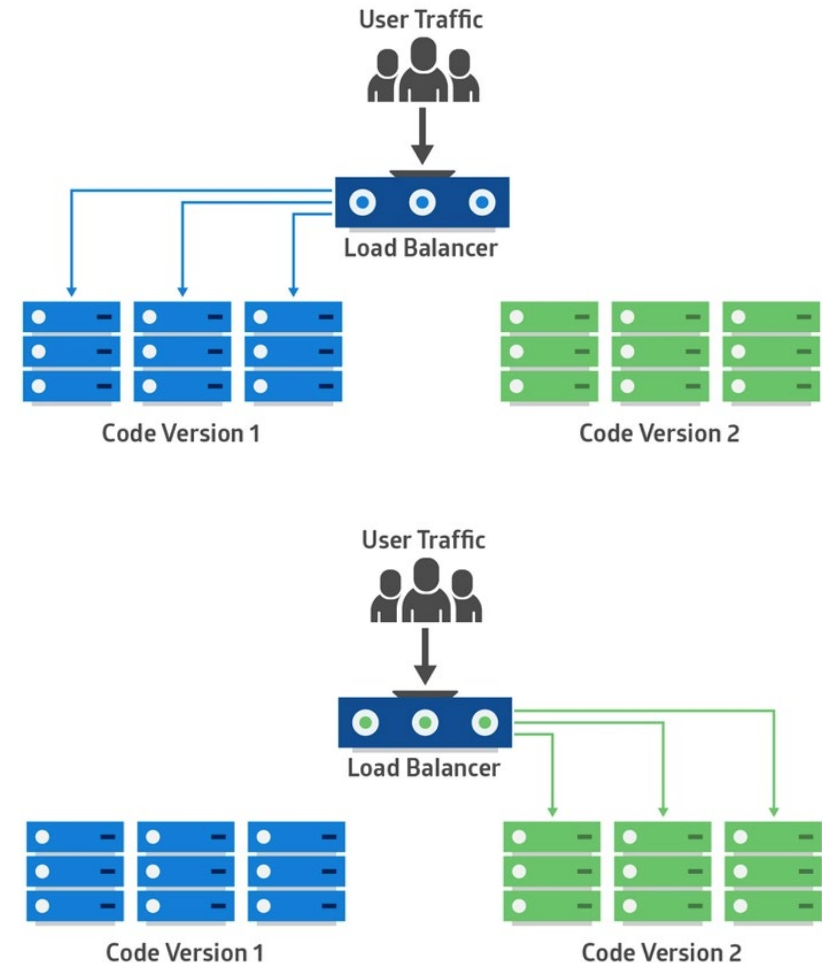 User Traffic
Load Balancer
Code Version 1
Code Version 2
User Traffic
Load Balancer
Code Version 1
Code Version 2